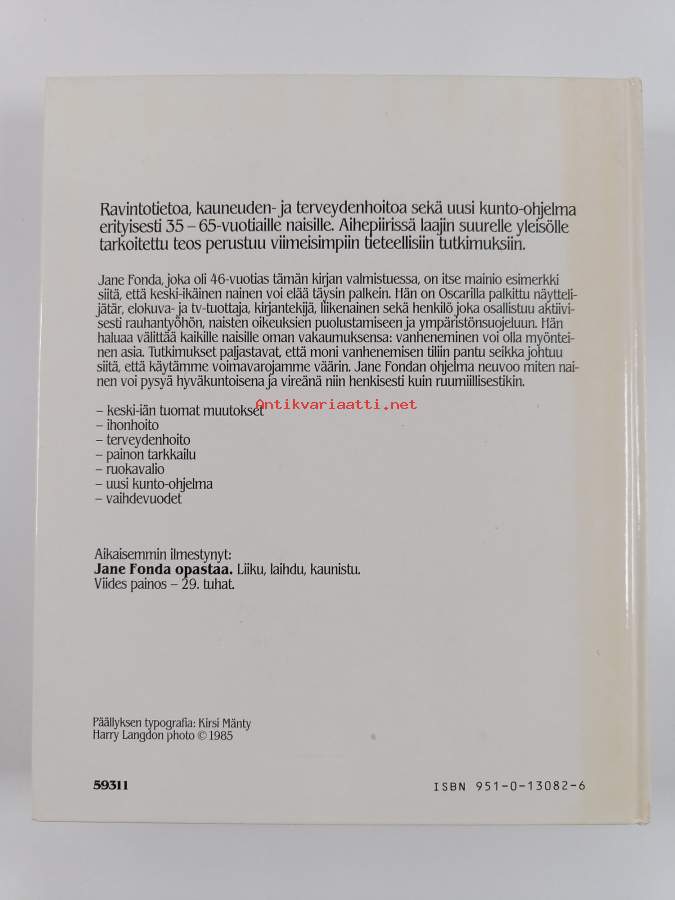 Ravintotietoa, kauneuden- ja terveydenhoitoa sekä uusi kunto-ohjelma
erityisesti 35 – 65-vuotiaille naisille. Aihepiirissä laajin suurelle yleisölle
tarkoitettu teos perustuu viimeisimpiin tieteellisiin tutkimuksiin.
Jane Fonda, joka oli 46-vuotias tämän kirjan valmistuessa, on itse mainio esimerkki
siitä, että keski-ikäinen nainen voi elää täysin palkein. Hän on Oscarilla palkittu näytteli-
jätär, elokuva- ja tv-tuottaja, kirjantekijä, liikenainen sekä henkilö joka osallistuu aktiivi-
sesti rauhantyöhön, naisten oikeuksien puolustamiseen ja ympäristönsuojeluun. Hän
haluaa välittää kaikille naisille oman vakaumuksensa: vanheneminen voi olla myöntei-
nen asia. Tutkimukset paljastavat, että moni vanhenemisen tiliin pantu seikka johtuu
siitä, että käytämme voimavarojamme väärin. Jane Fondan ohjelma neuvoo miten nai-
nen voi pysyä hyväkuntoisena ja vireänä niin henkisesti kuin ruumiillisestikin.
– keski-iän tuomat muutokset
Antikvariaatti.net
– ihonhoito
– terveydenhoito
– painon tarkkailu
– ruokavalio
– uusi kunto-ohjelma
– vaihdevuodet
Aikaisemmin ilmestynyt:
Jane Fonda opastaa. Liiku, laihdu, kaunistu.
Viides painos – 29. tuhat.
Päällyksen typografia: Kirsi Mänty
Harry Langdon photo © 1985
59311
ISBN 951-0-13082-6